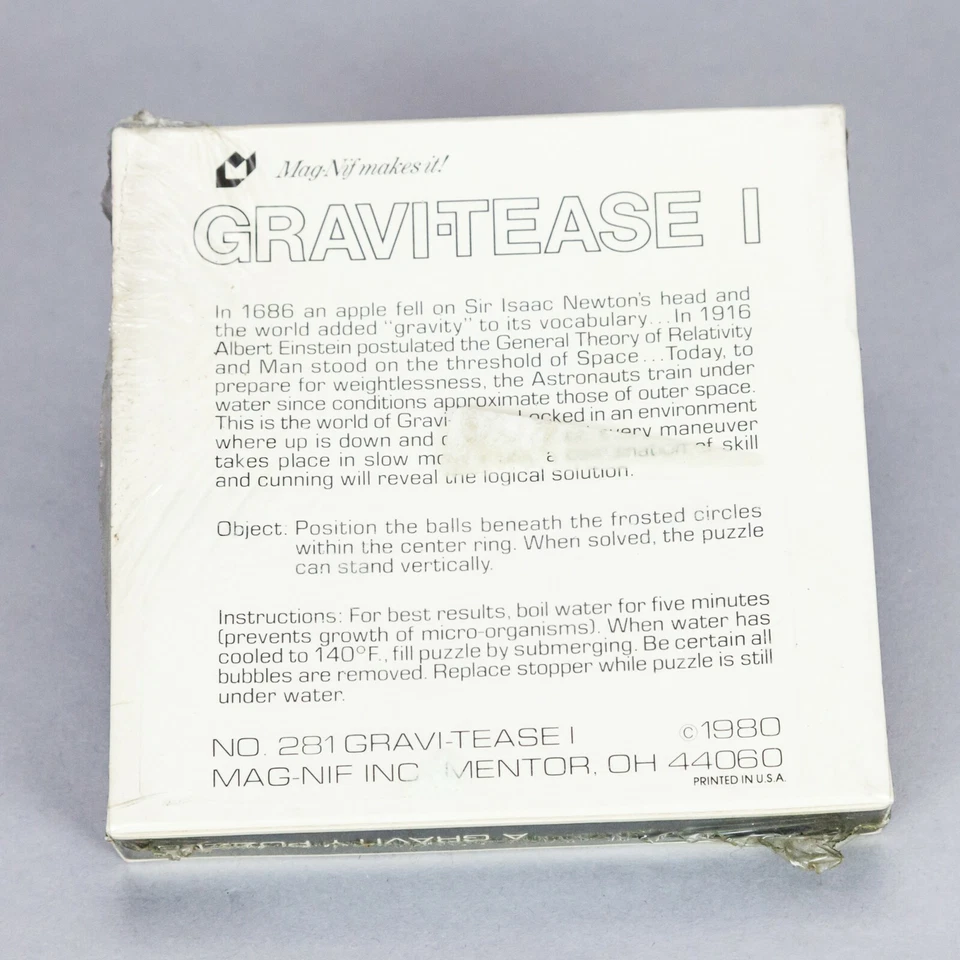 Mag-Nif makes it!
GRAVI-TEASE I
In 1686 an apple fell on Sir Isaac Newton's head and
the world added "gravity" to its vocabulary...In 1916
Albert Einstein postulated the General Theory of Relativity
and Man stood on the threshold of Space...Today, to
prepare for weightlessness, the Astronauts train under
water since conditions approximate those of outer space.
This is the world of Gravi- Locked in an environment
where up is down and every maneuver
takes place in slow a combination of skill
and cunning will reveal the logical solution.
Object: Position the balls beneath the frosted circles
within the center ring. When solved, the puzzle
can stand vertically.
Instructions: For best results, boil water for five minutes
(prevents growth of micro-organisms). When water has
cooled to 140°F., fill puzzle by submerging. Be certain all
bubbles are removed. Replace stopper while puzzle is still
under water.
NO. 281 GRAVI-TEASE I ©1980
MAG-NIF INC MENTOR, OH 44060
PRINTED IN U.S.A.
A GRAVITY PUZZ